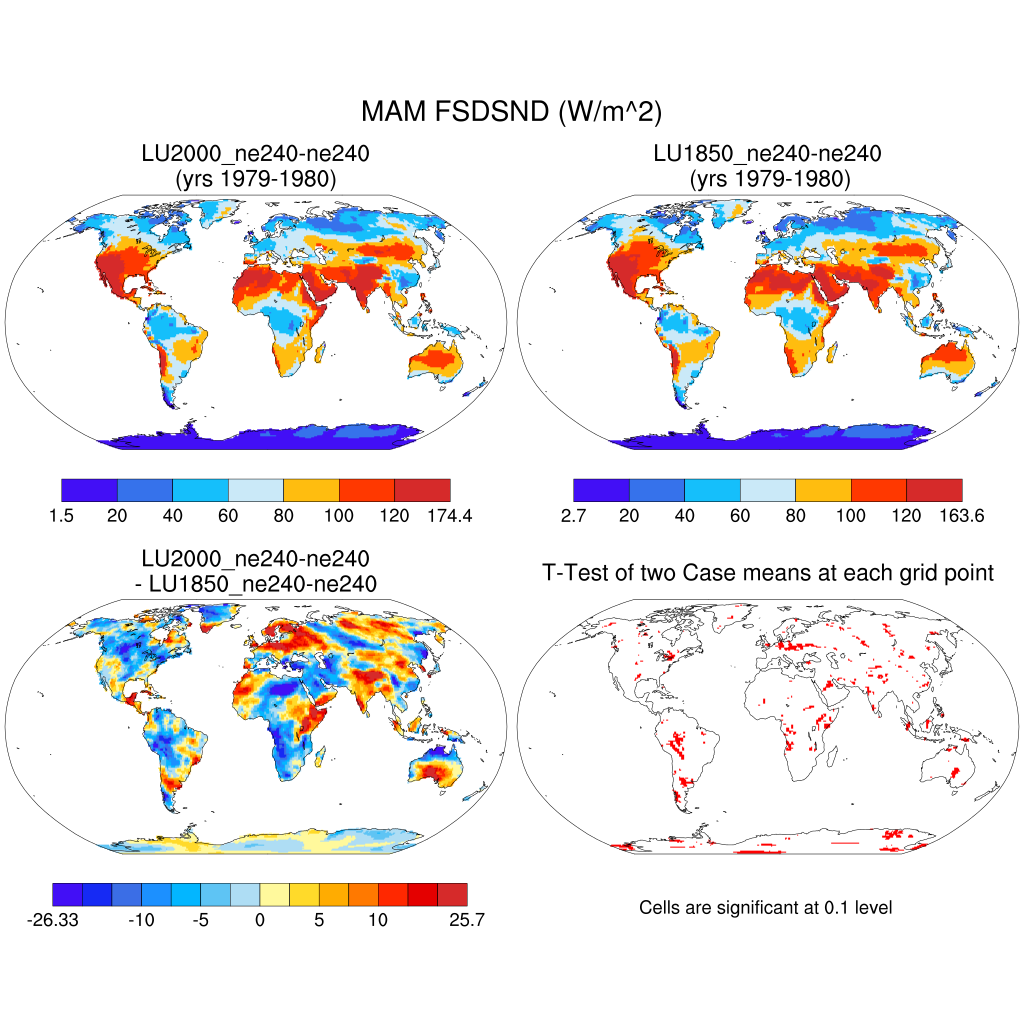 MAM FSDSND (W/m^2)
LU2000_ne240-ne240
(yrs 1979-1980)
LU1850_ne240-ne240
(yrs 1979-1980)
1.5 20 40 60 80 100 120 174.4
2.7 20 40 60 80 100 120 163.6
LU2000_ne240-ne240
- LU1850_ne240-ne240
T-Test of two Case means at each grid point
-26.33 -10 -5 0 5 10 25.7
Cells are significant at 0.1 level